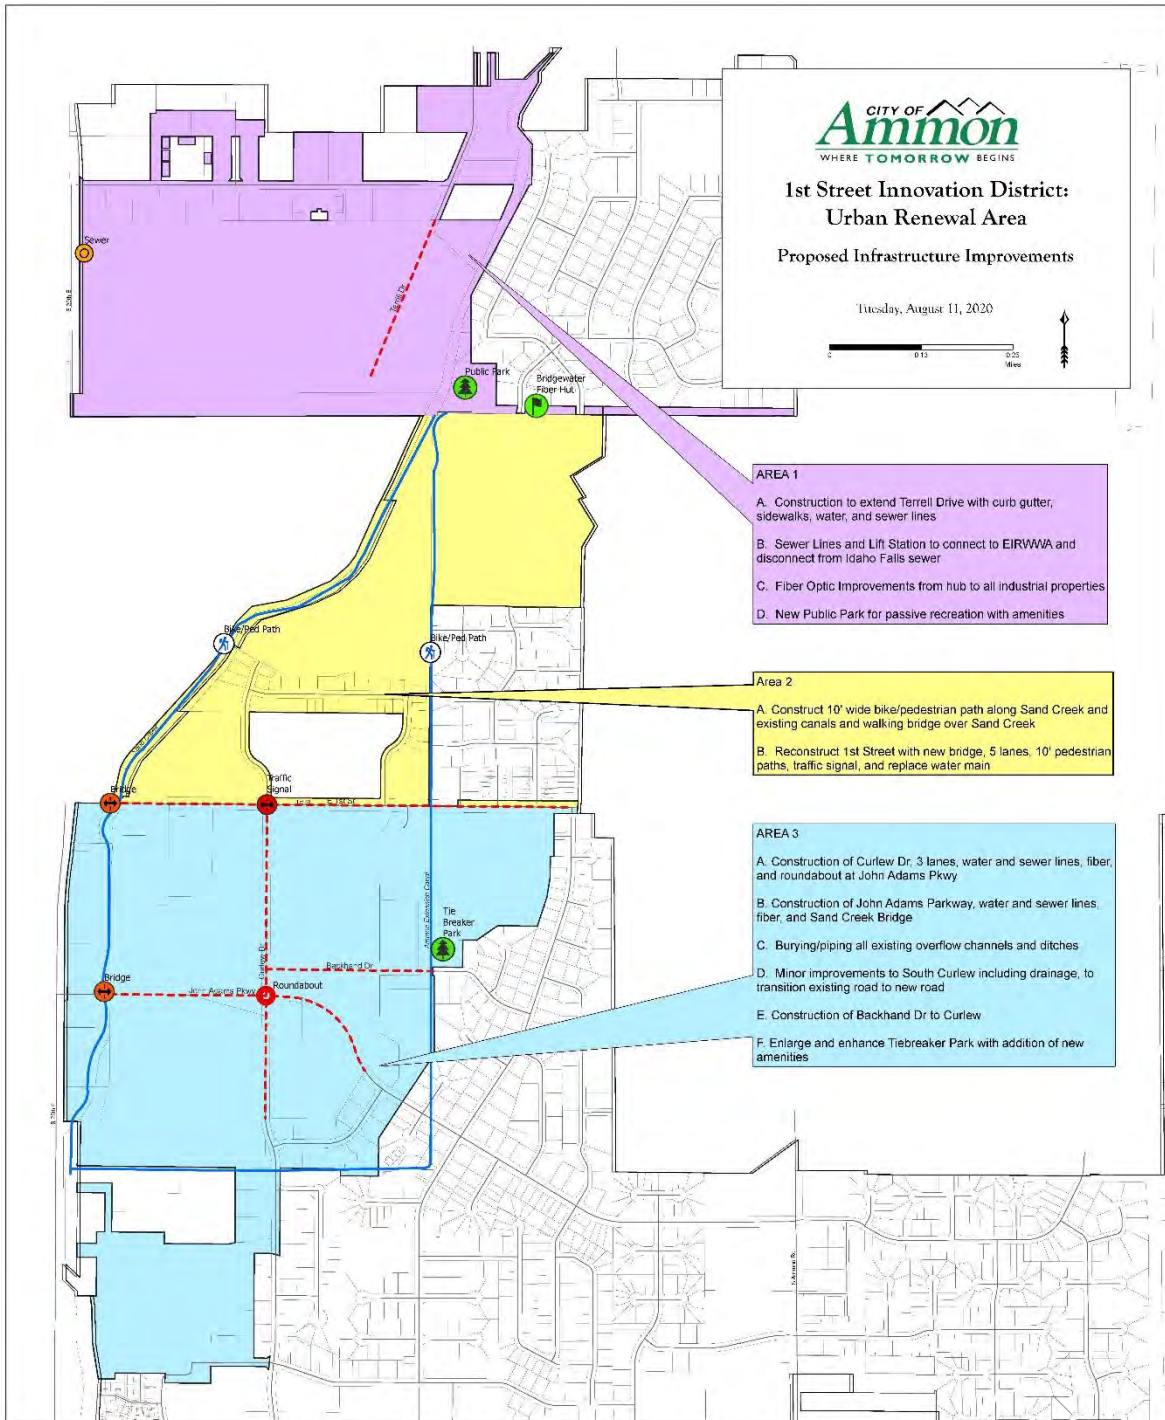 CITY OF
Ammon
WHERE TOMORROW BEGINS
1st Street Innovation District:
Urban Renewal Area
Proposed Infrastructure Improvements
Tuesday, August 11, 2020
0 0.13 0.25
Miles
Sewer
Terrill Dr
Public Park
Bridgewater
Fiber Hut
AREA 1
A. Construction to extend Terrell Drive with curb gutter,
sidewalks, water, and sewer lines
B. Sewer Lines and Lift Station to connect to EIRWWA and
disconnect from Idaho Falls sewer
C. Fiber Optic Improvements from hub to all industrial properties
D. New Public Park for passive recreation with amenities
Bike/Ped Path
Bike/Ped Path
Area 2
A. Construct 10' wide bike/pedestrian path along Sand Creek and
existing canals and walking bridge over Sand Creek
B. Reconstruct 1st Street with new bridge, 5 lanes, 10' pedestrian
paths, traffic signal, and replace water main
Bridge
Traffic
Signal
E 1st St
AREA 3
A. Construction of Curlew Dr, 3 lanes, water and sewer lines, fiber,
and roundabout at John Adams Pkwy
B. Construction of John Adams Parkway, water and sewer lines,
fiber, and Sand Creek Bridge
C. Burying/piping all existing overflow channels and ditches
D. Minor improvements to South Curlew including drainage, to
transition existing road to new road
E. Construction of Backhand Dr to Curlew
F. Enlarge and enhance Tiebreaker Park with addition of new
amenities
Tie
Breaker
Park
Curlew Dr
Backhand Dr
Bridge
John Adams Pkwy
Roundabout